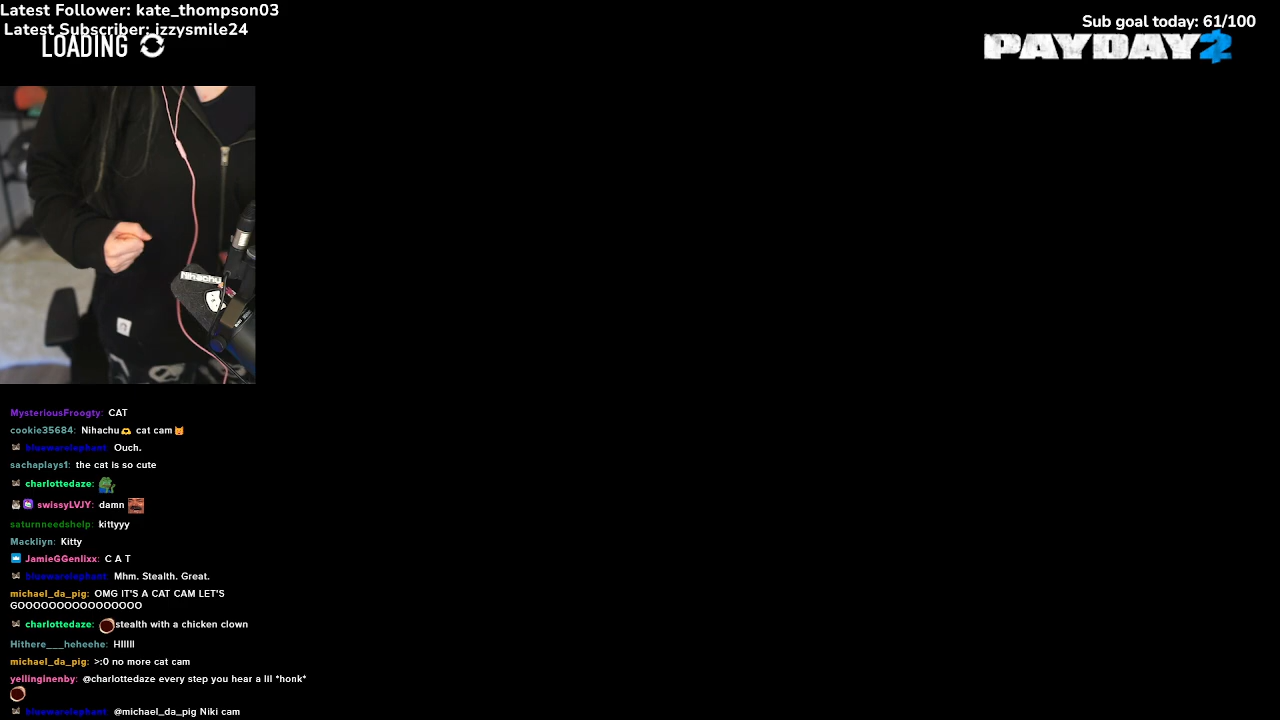 Latest Follower: kate_thompson03
Latest Subscriber: izzysmile24
LOADING
Sub goal today: 61/100
PAYDAY 2
Nihachu
MysteriousFroogty: CAT
cookie35684: Nihachu cat cam
bluewarelephant: Ouch.
sachaplays1: the cat is so cute
charlottedaze:
swissyLVJY: damn
saturnneedshelp: kittyyy
Mackliyn: Kitty
JamieGGenlixx: C A T
bluewarelephant: Mhm. Stealth. Great.
michael_da_pig: OMG IT'S A CAT CAM LET'S
GOOOOOOOOOOOOOOOO
charlottedaze: stealth with a chicken clown
Hithere___heheehe: HIIIII
michael_da_pig: >:0 no more cat cam
yellinginenby: @charlottedaze every step you hear a lil *honk*
bluewarelephant: @michael_da_pig Niki cam